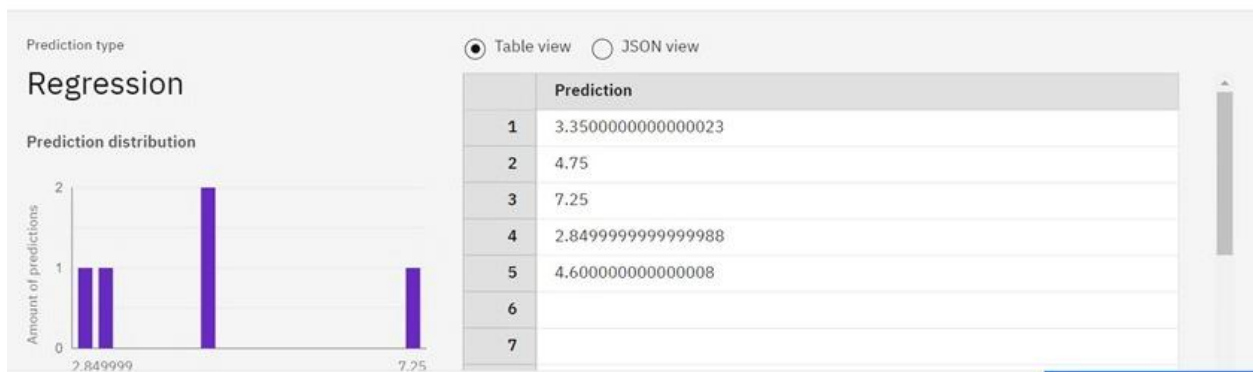 Prediction type
Regression
Prediction distribution
Amount of predictions
2
1
0
2.849999
7.25
Table view
JSON view
Prediction
1 3.3500000000000023
2 4.75
3 7.25
4 2.8499999999999988
5 4.600000000000008
6
7